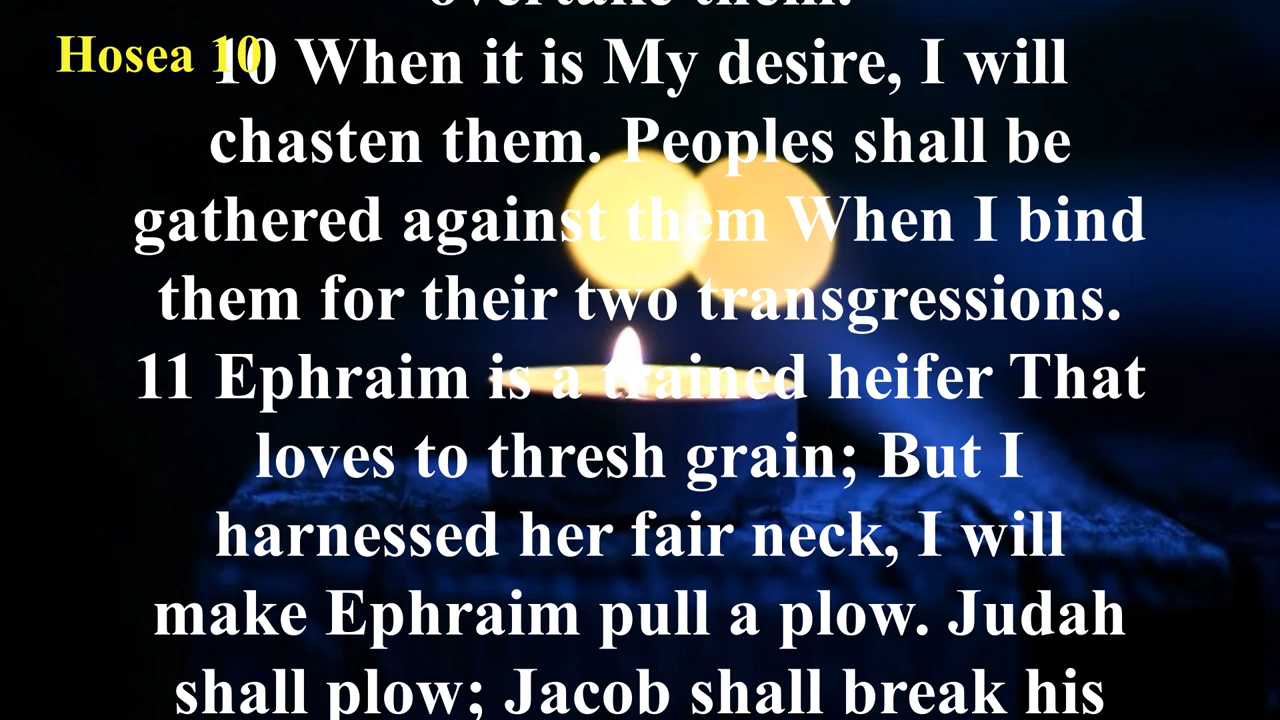 overtake them.
Hosea 10
10 When it is My desire, I will
chasten them. Peoples shall be
gathered against them When I bind
them for their two transgressions.
11 Ephraim is a trained heifer That
loves to thresh grain; But I
harnessed her fair neck, I will
make Ephraim pull a plow. Judah
shall plow; Jacob shall break his